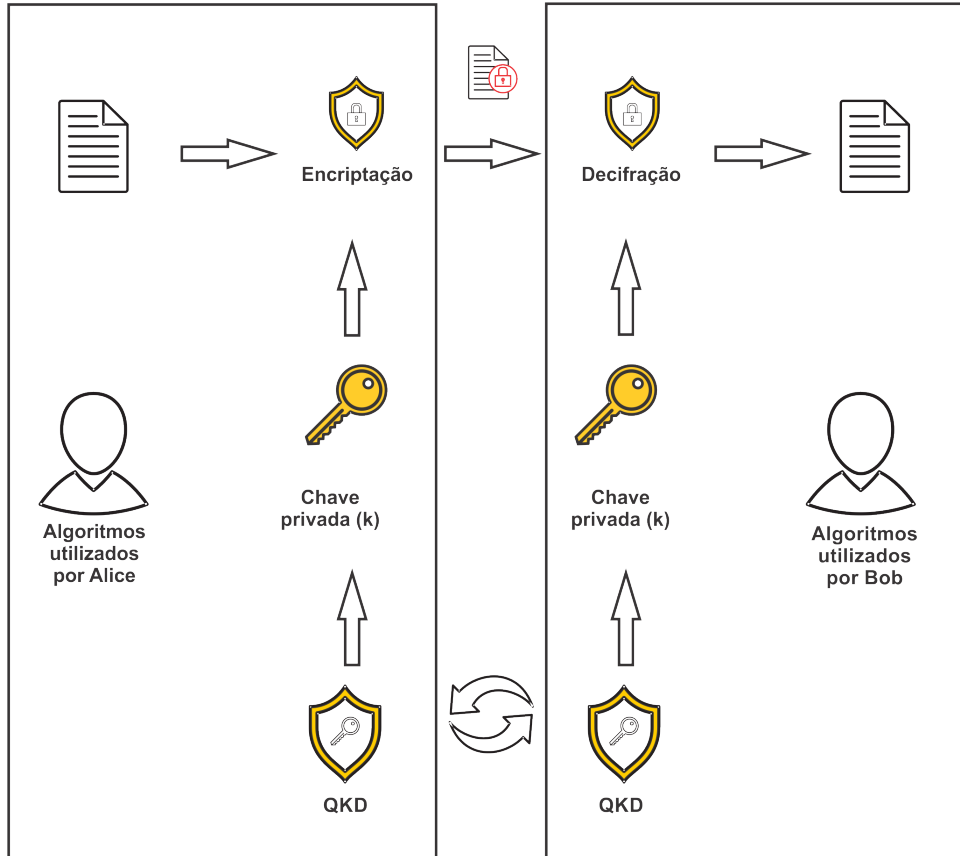 Encriptação
Decifração
Algoritmos
utilizados
por Alice
Chave
privada (k)
Chave
privada (k)
Algoritmos
utilizados
por Bob
QKD
QKD